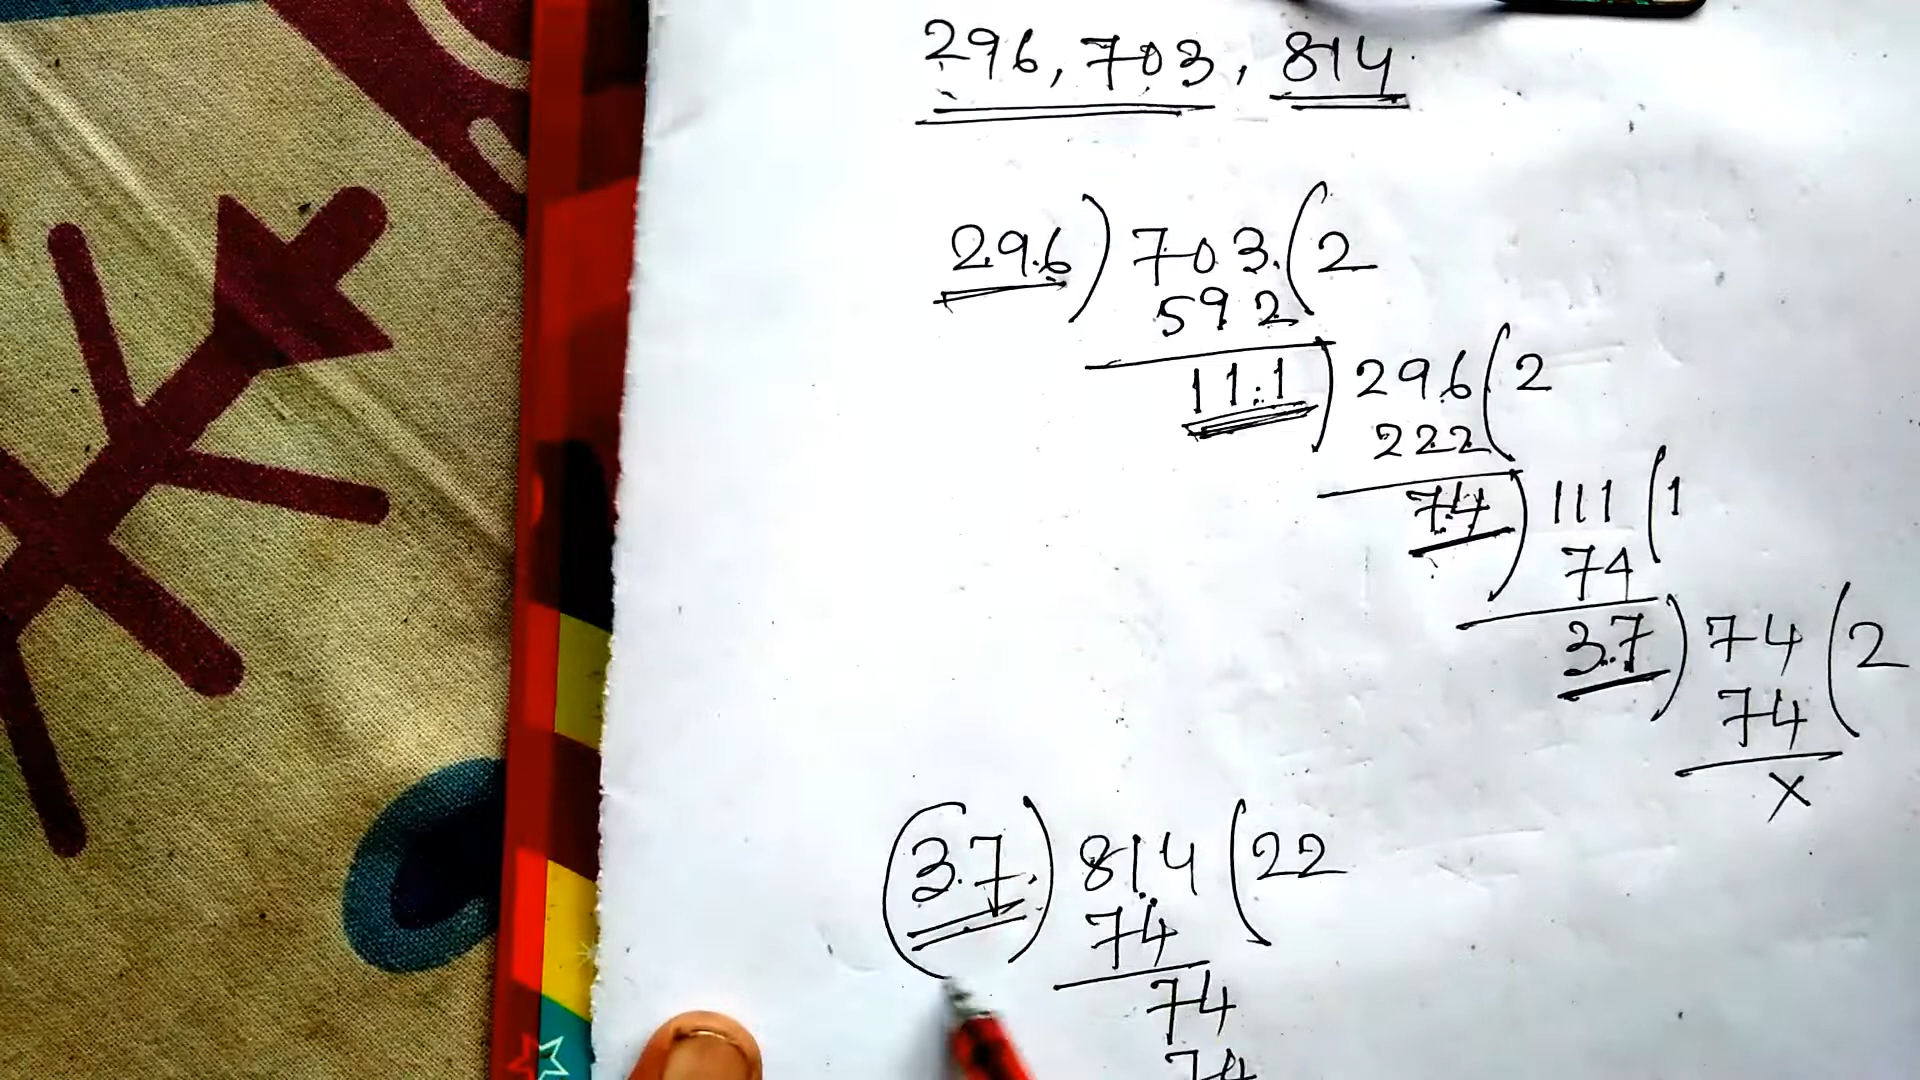 296, 703, 814
296) 703 (2
592
111) 296 (2
222
74) 111 (1
74
37) 74 (2
74
x
37) 814 (22
74
74
74